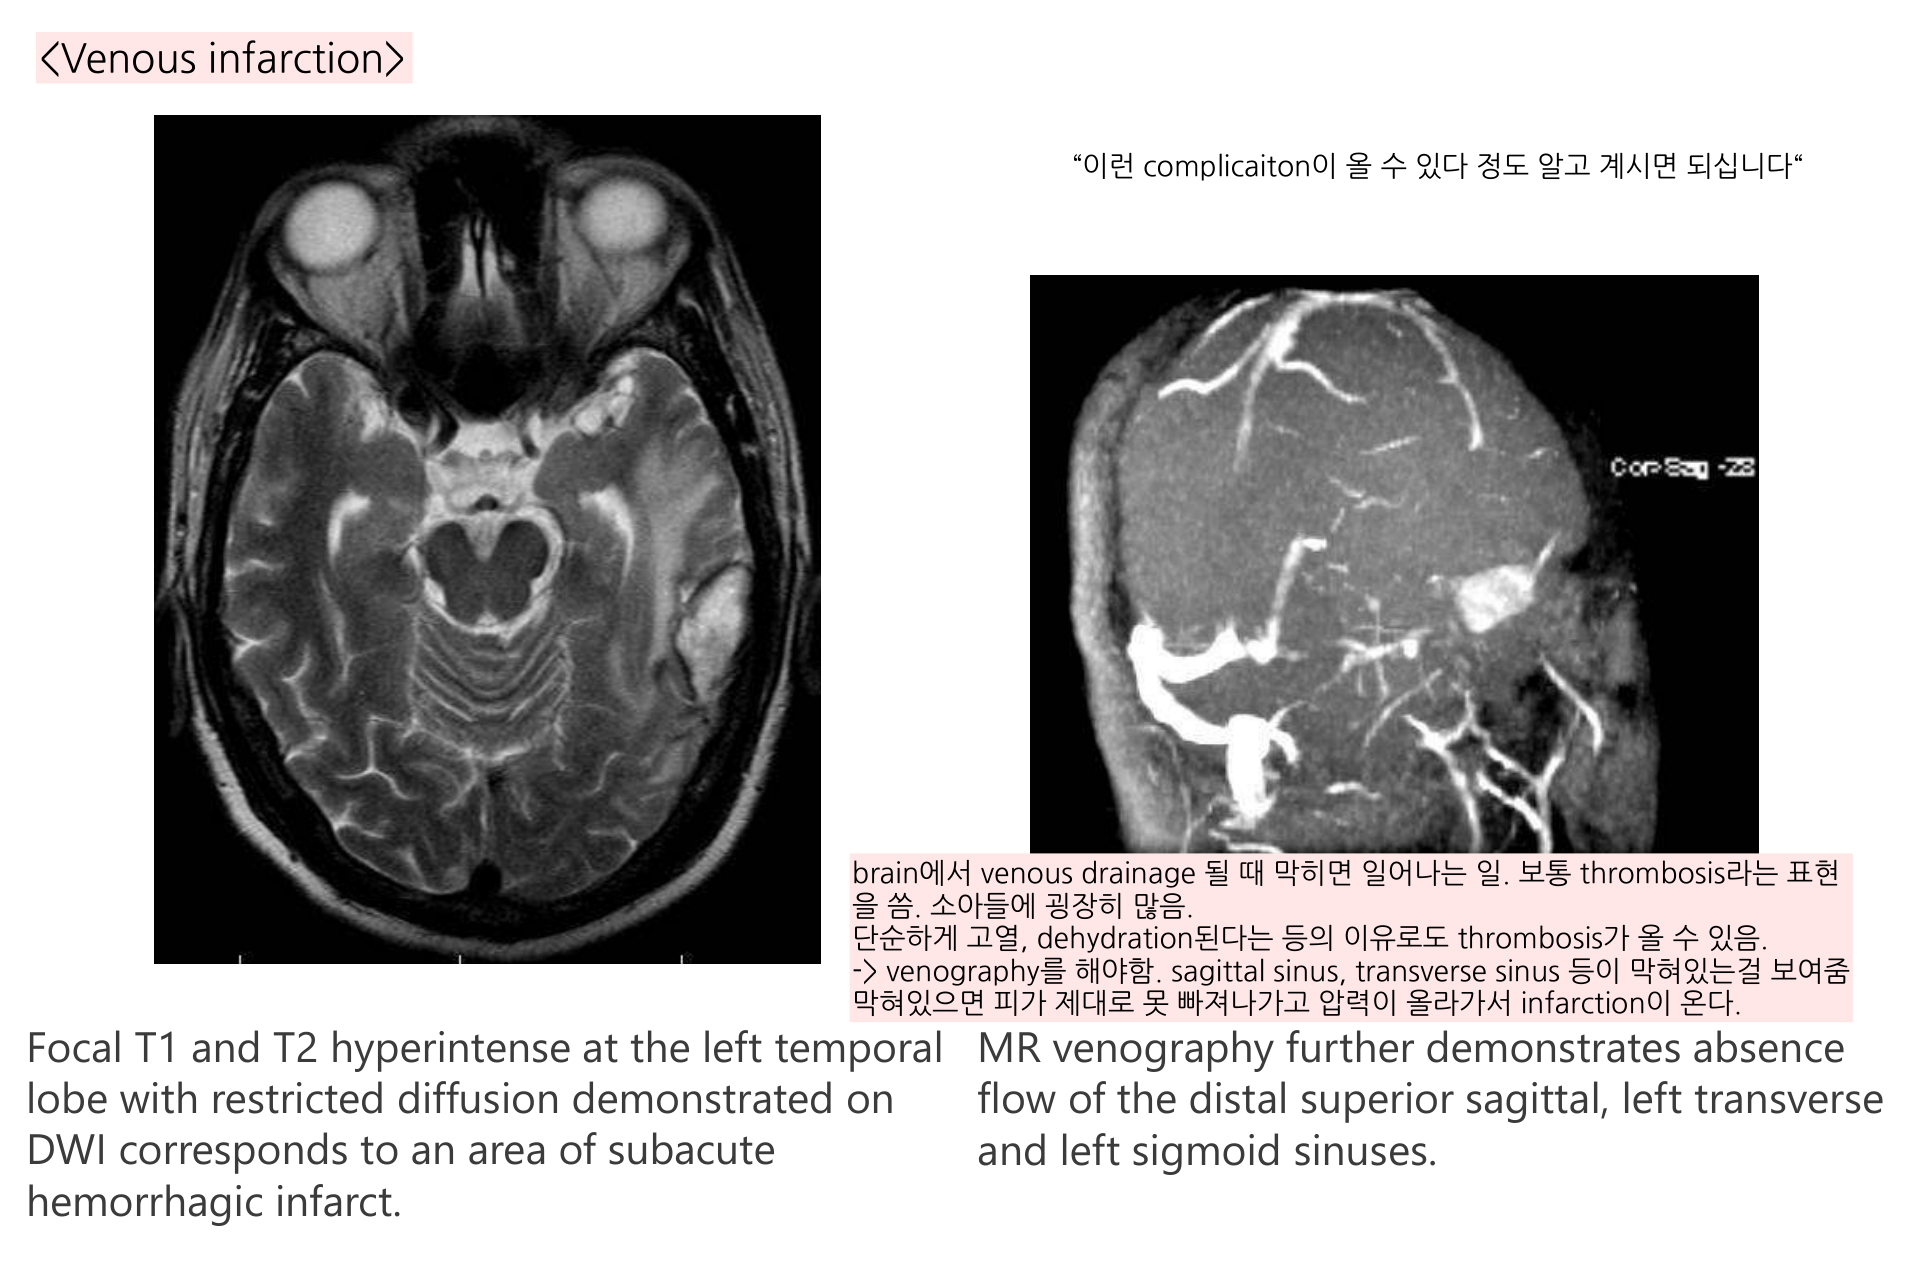 <Venous infarction>
“이런 complicaiton이 올 수 있다 정도 알고 계시면 되십니다“
Cor>Sag -28
brain에서 venous drainage 될 때 막히면 일어나는 일. 보통 thrombosis라는 표현
을 씀. 소아들에 굉장히 많음.
단순하게 고열, dehydration된다는 등의 이유로도 thrombosis가 올 수 있음.
-> venography를 해야함. sagittal sinus, transverse sinus 등이 막혀있는걸 보여줌
막혀있으면 피가 제대로 못 빠져나가고 압력이 올라가서 infarction이 온다.
Focal T1 and T2 hyperintense at the left temporal
lobe with restricted diffusion demonstrated on
DWI corresponds to an area of subacute
hemorrhagic infarct.
MR venography further demonstrates absence
flow of the distal superior sagittal, left transverse
and left sigmoid sinuses.